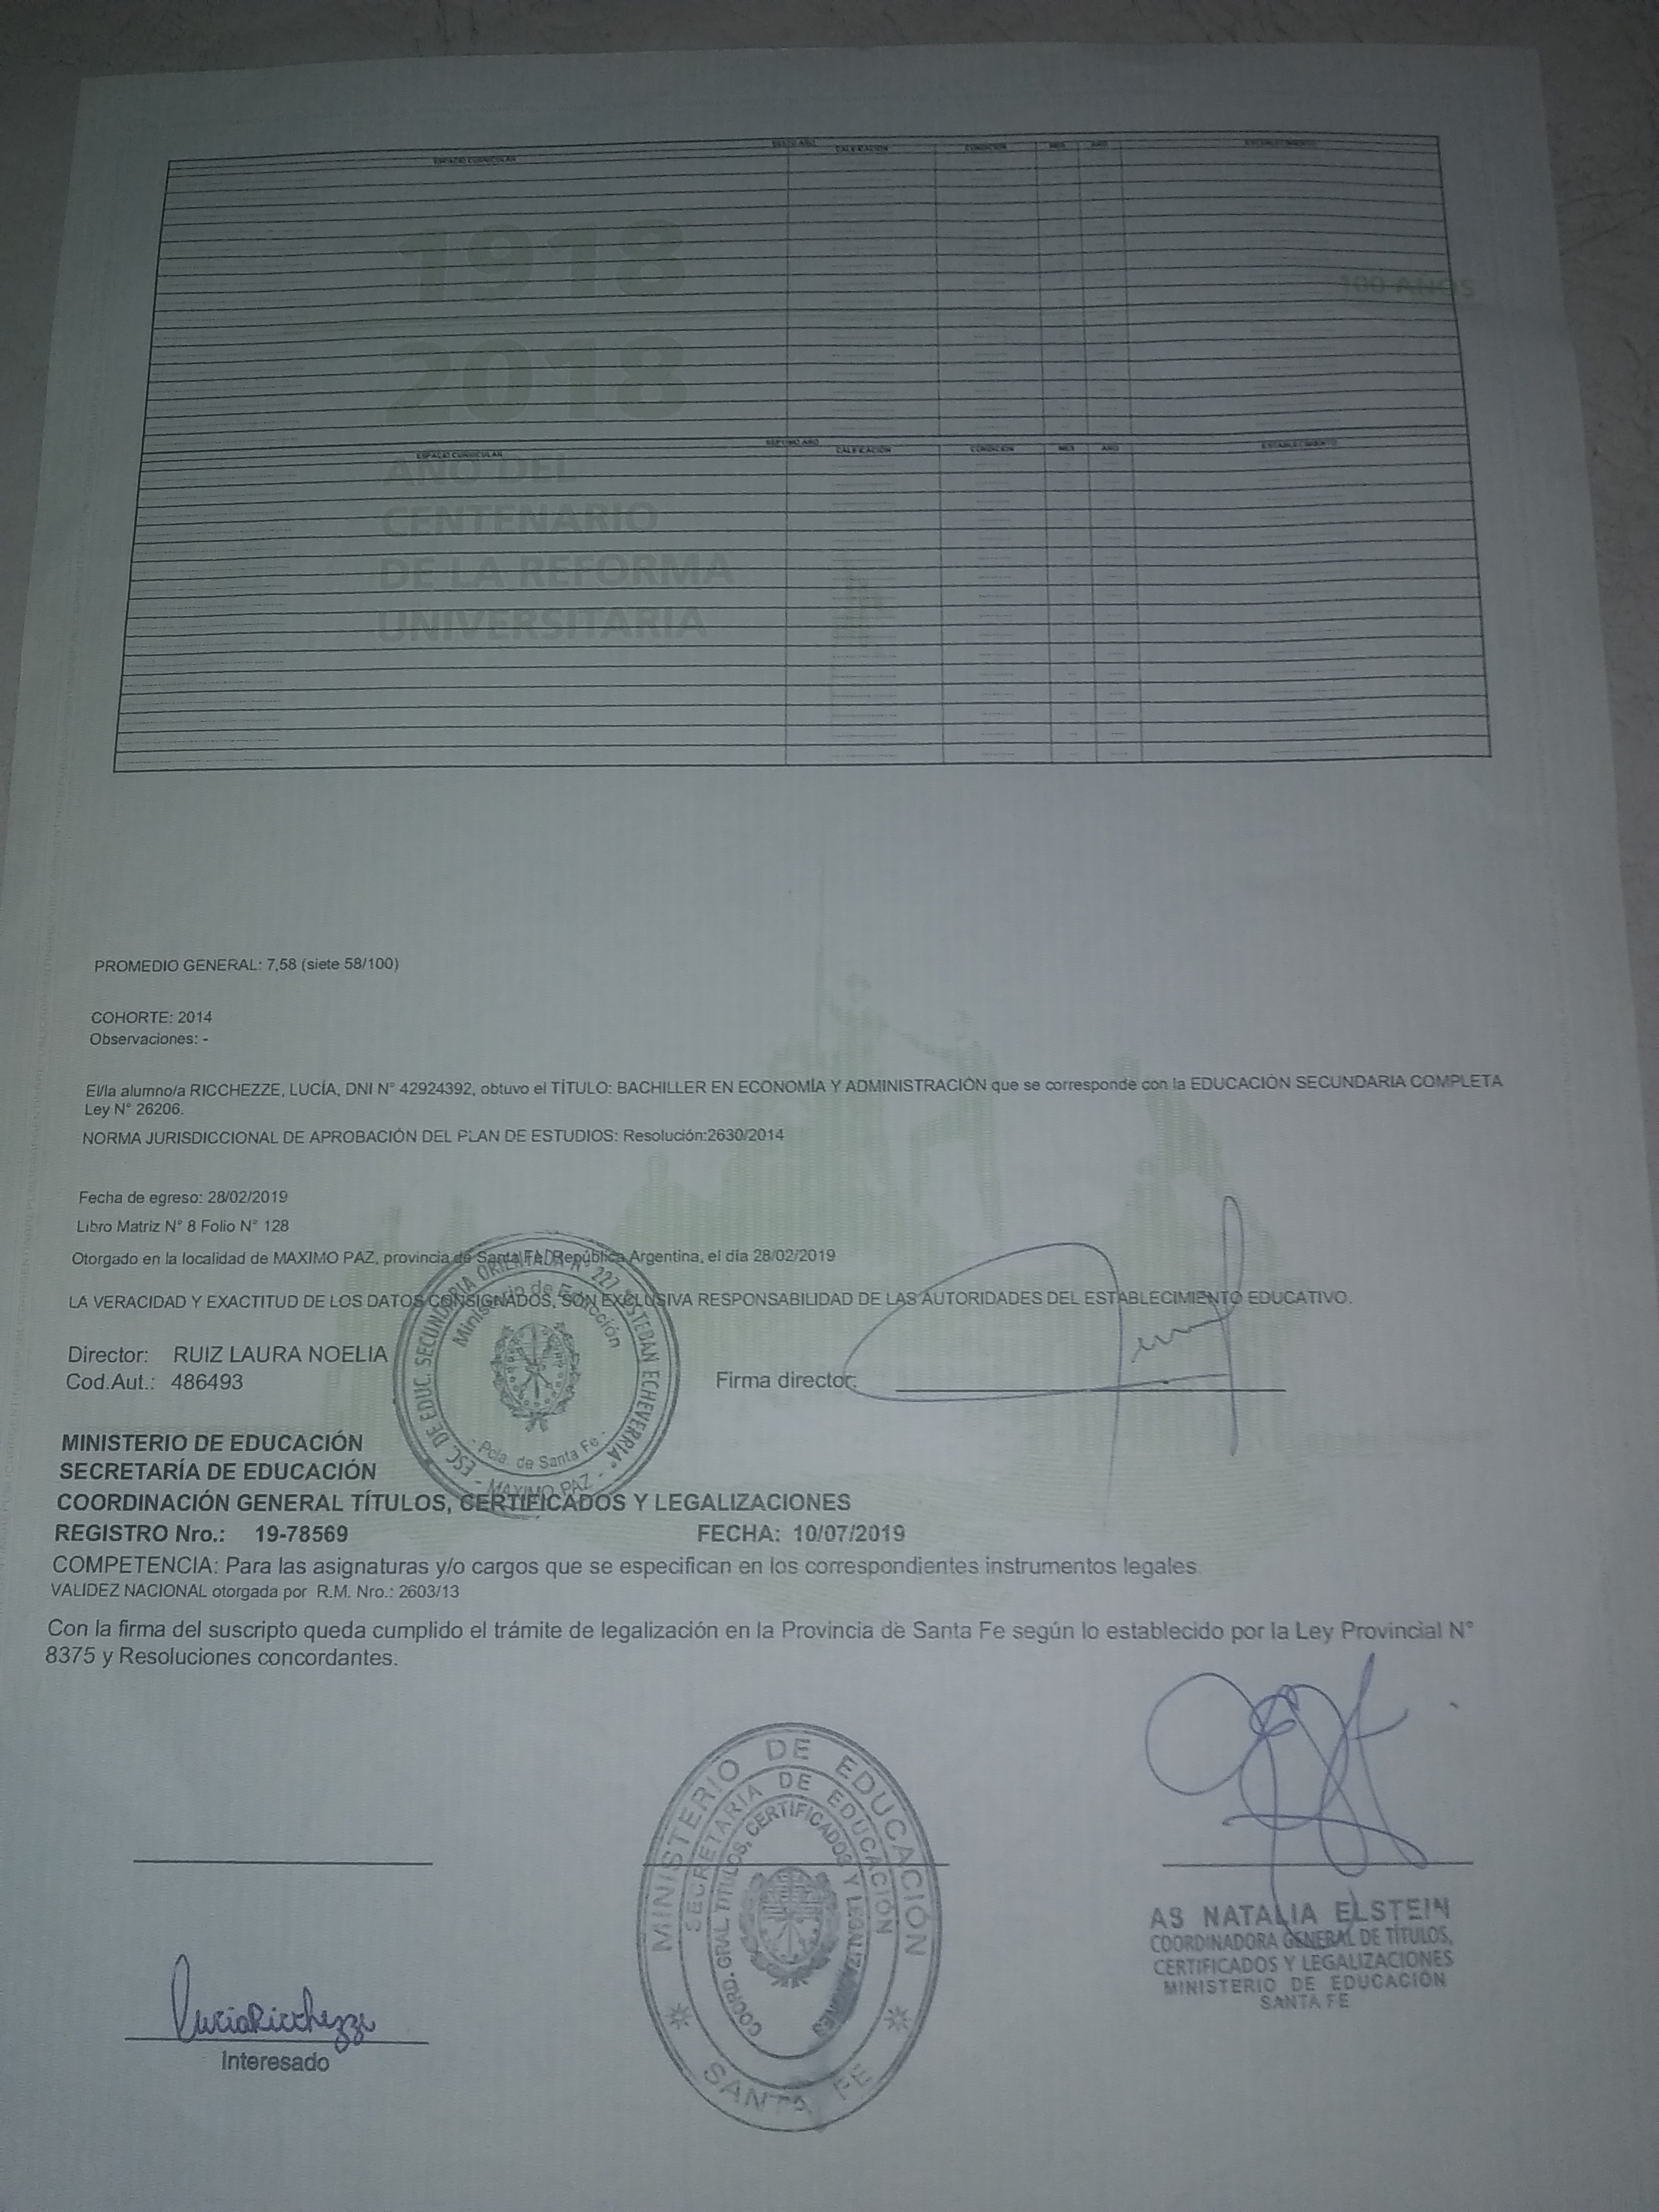 SEXTO AÑO
ESPACIO CURRICULAR CALIFICACIÓN CONDICIÓN MES AÑO ESTABLECIMIENTO
1918
100 AÑOS
2018
SEPTIMO AÑO
ESPACIO CURRICULAR CALIFICACIÓN CONDICIÓN MES AÑO ESTABLECIMIENTO
AÑO DEL
CENTENARIO
DE LA REFORMA
UNIVERSITARIA
PROMEDIO GENERAL: 7,58 (siete 58/100)
COHORTE: 2014
Observaciones: -
El/la alumno/a RICCHEZZE, LUCÍA, DNI N° 42924392, obtuvo el TÍTULO: BACHILLER EN ECONOMÍA Y ADMINISTRACIÓN que se corresponde con la EDUCACIÓN SECUNDARIA COMPLETA
Ley N° 26206.
NORMA JURISDICCIONAL DE APROBACIÓN DEL PLAN DE ESTUDIOS: Resolución:2630/2014
Fecha de egreso: 28/02/2019
Libro Matriz N° 8 Folio N° 128
Otorgado en la localidad de MAXIMO PAZ, provincia de Santa Fe, República Argentina, el día 28/02/2019
LA VERACIDAD Y EXACTITUD DE LOS DATOS CONSIGNADOS, SON EXCLUSIVA RESPONSABILIDAD DE LAS AUTORIDADES DEL ESTABLECIMIENTO EDUCATIVO.
ESC. DE EDUC. SECUNDARIA ORIENTADA N° 227 "ESTEBAN ECHEVERRIA"
Ministerio de Educación
- Pcia. de Santa Fe -
- MAXIMO PAZ -
Director: RUIZ LAURA NOELIA
Cod.Aut.: 486493
Firma director:
MINISTERIO DE EDUCACIÓN
SECRETARÍA DE EDUCACIÓN
COORDINACIÓN GENERAL TÍTULOS, CERTIFICADOS Y LEGALIZACIONES
REGISTRO Nro.: 19-78569 FECHA: 10/07/2019
COMPETENCIA: Para las asignaturas y/o cargos que se especifican en los correspondientes instrumentos legales.
VALIDEZ NACIONAL otorgada por R.M. Nro.: 2603/13
Con la firma del suscripto queda cumplido el trámite de legalización en la Provincia de Santa Fe según lo establecido por la Ley Provincial N°
8375 y Resoluciones concordantes.
MINISTERIO DE EDUCACIÓN
SECRETARIA DE EDUCACIÓN
COORD. GRAL TITULOS, CERTIFICADOS Y LEGALIZACIONES
SANTA FE
AS NATALIA ELSTEIN
COORDINADORA GENERAL DE TÍTULOS,
CERTIFICADOS Y LEGALIZACIONES
MINISTERIO DE EDUCACIÓN
SANTA FE
Lucia Ricchezze
Interesado